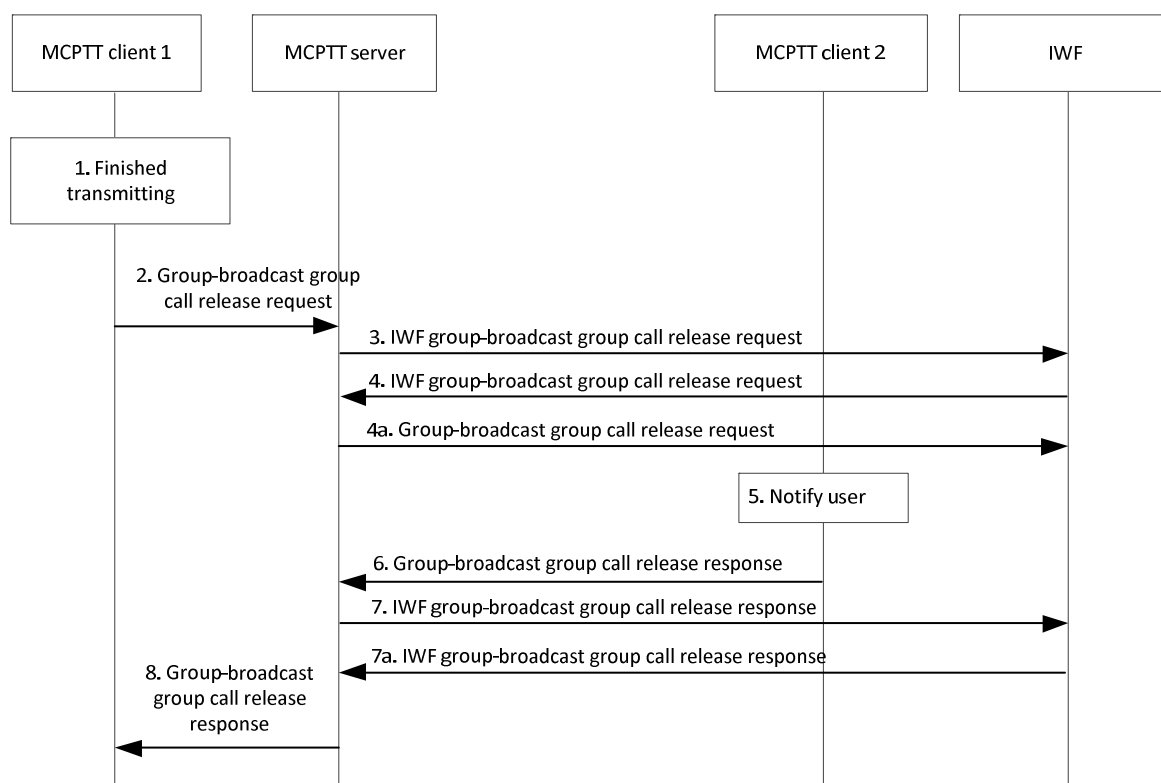 MCPTT client 1
MCPTT server
MCPTT client 2
IWF
1. Finished
transmitting
2. Group-broadcast group
call release request
3. IWF group-broadcast group call release request
4. IWF group-broadcast group call release request
4a. Group-broadcast group call release request
5. Notify user
6. Group-broadcast group call release response
7. IWF group-broadcast group call release response
7a. IWF group-broadcast group call release response
8. Group-broadcast
group call release
response